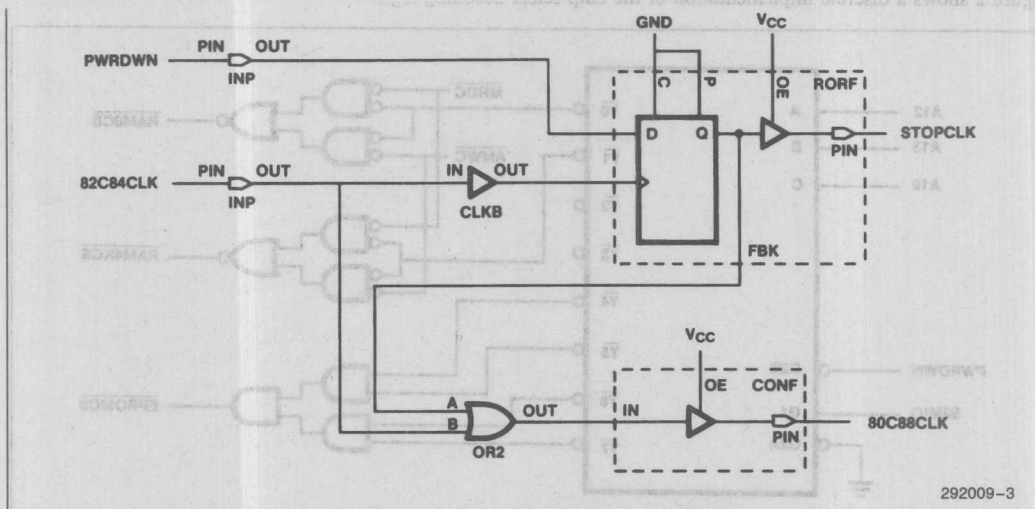 GND
VCC
PIN OUT
PWRDWN
INP
C
P
OE
RORF
D
Q
STOPCLK
PIN
PIN OUT
82C84CLK
INP
IN OUT
CLKB
FBK
VCC
OE
CONF
A
B
OUT
OR2
IN
PIN
80C88CLK
292009-3